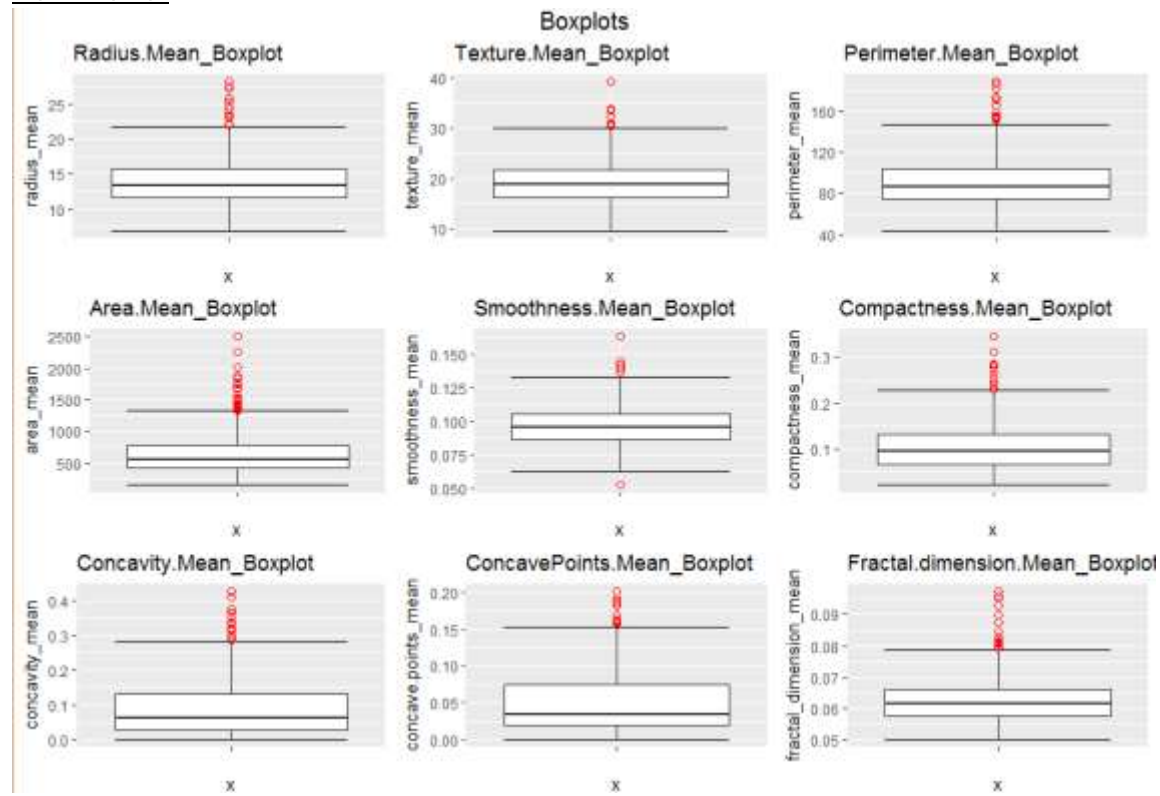 Boxplots
Radius.Mean_Boxplot
radius_mean
25
20
15
10
x
Texture.Mean_Boxplot
texture_mean
40
30
20
10
x
Perimeter.Mean_Boxplot
perimeter_mean
160
120
80
40
x
Area.Mean_Boxplot
area_mean
2500
2000
1500
1000
500
x
Smoothness.Mean_Boxplot
smoothness_mean
0.150
0.125
0.100
0.075
0.050
x
Compactness.Mean_Boxplot
compactness_mean
0.3
0.2
0.1
x
Concavity.Mean_Boxplot
concavity_mean
0.4
0.3
0.2
0.1
0.0
x
ConcavePoints.Mean_Boxplot
concave.points_mean
0.20
0.15
0.10
0.05
0.00
x
Fractal.dimension.Mean_Boxplot
fractal_dimension_mean
0.09
0.08
0.07
0.06
0.05
x